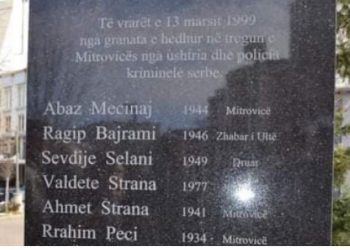 Të vrarët e 13 marsit 1999
nga granata e hedhur në tregun e
Mitrovicës nga ushtria dhe policia
kriminele serbe.
Abaz Mecinaj 1944 Mitrovicë
Ragip Bajrami 1946 Zhabar i Ultë
Sevdije Selani 1949
Valdete Strana 1977
Ahmet Strana 1941 Mitrovicë
Rrahim Peci 1934 Mitrovicë